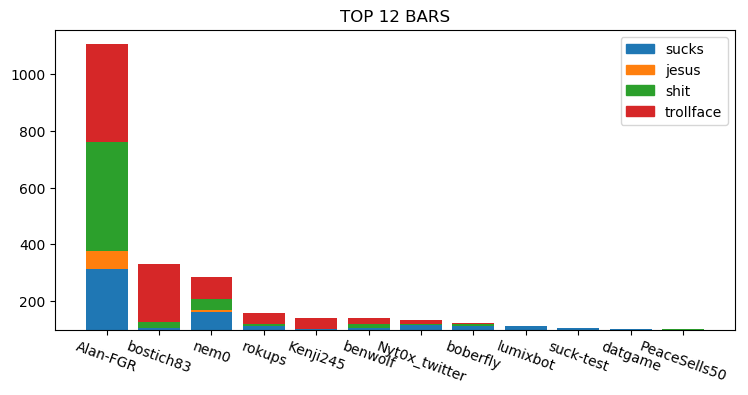 TOP 12 BARS
sucks
jesus
shit
trollface
1000
800
600
400
200
Alan-FGR
bostich83
nem0
rokups
Kenji245
benwolf
Nyt0x_twitter
boberfly
lumixbot
suck-test
datgame
PeaceSells50